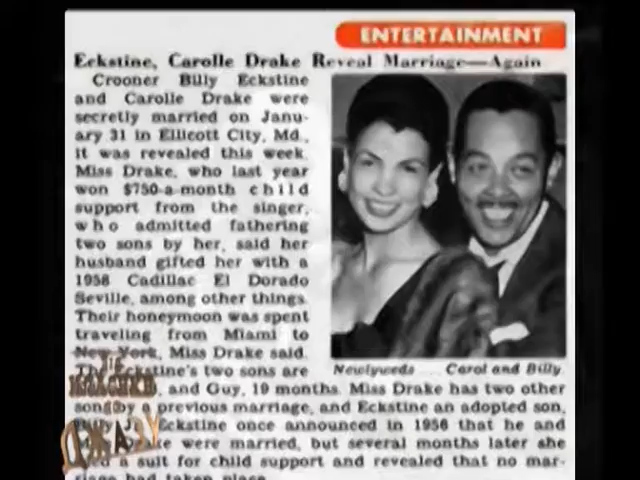 ENTERTAINMENT
Eckstine, Carolle Drake Reveal Marriage—Again
Crooner Billy Eckstine
and Carolle Drake were
secretly married on Janu-
ary 31 in Ellicott City, Md.,
it was revealed this week.
Miss Drake, who last year
won $750-a-month child
support from the singer,
who admitted fathering
two sons by her, said her
husband gifted her with a
1958 Cadillac El Dorado
Seville, among other things.
Their honeymoon was spent
traveling from Miami to
New York, Miss Drake said.
The Eckstine's two sons are
Newlyweds . . . Carol and Billy.
, and Guy, 19 months. Miss Drake has two other
sons by a previous marriage, and Eckstine an adopted son,
Eckstine once announced in 1956 that he and
were married, but several months later she
a suit for child support and revealed that no mar-
riage had taken place.
ДЖАЗУ